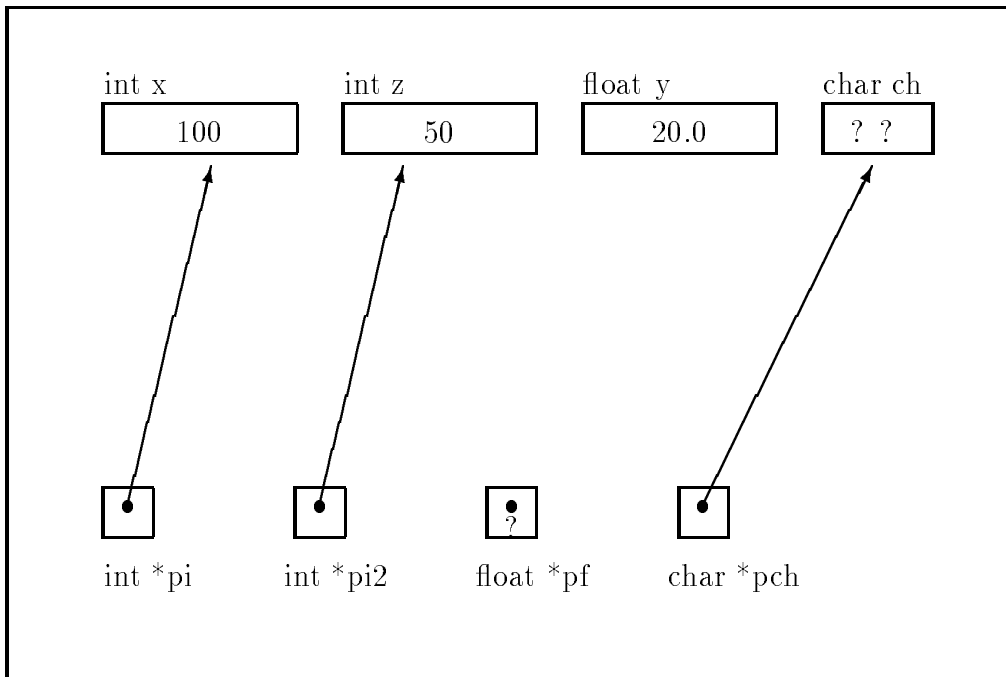 int x int z float y char ch
100 50 20.0 ? ?
?
int *pi int *pi2 float *pf char *pch